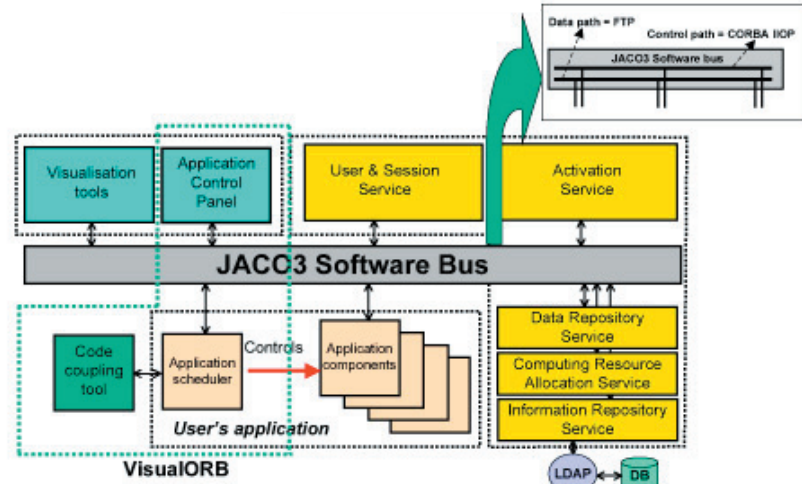 Data path = FTP
Control path = CORBA IIOP
JACO3 Software bus
Visualisation
tools
Application
Control
Panel
User & Session
Service
Activation
Service
JACO3 Software Bus
Code
coupling
tool
Application
scheduler
Controls
Application
components
User's application
VisualORB
Data Repository
Service
Computing Resource
Allocation Service
Information Repository
Service
LDAP
DB